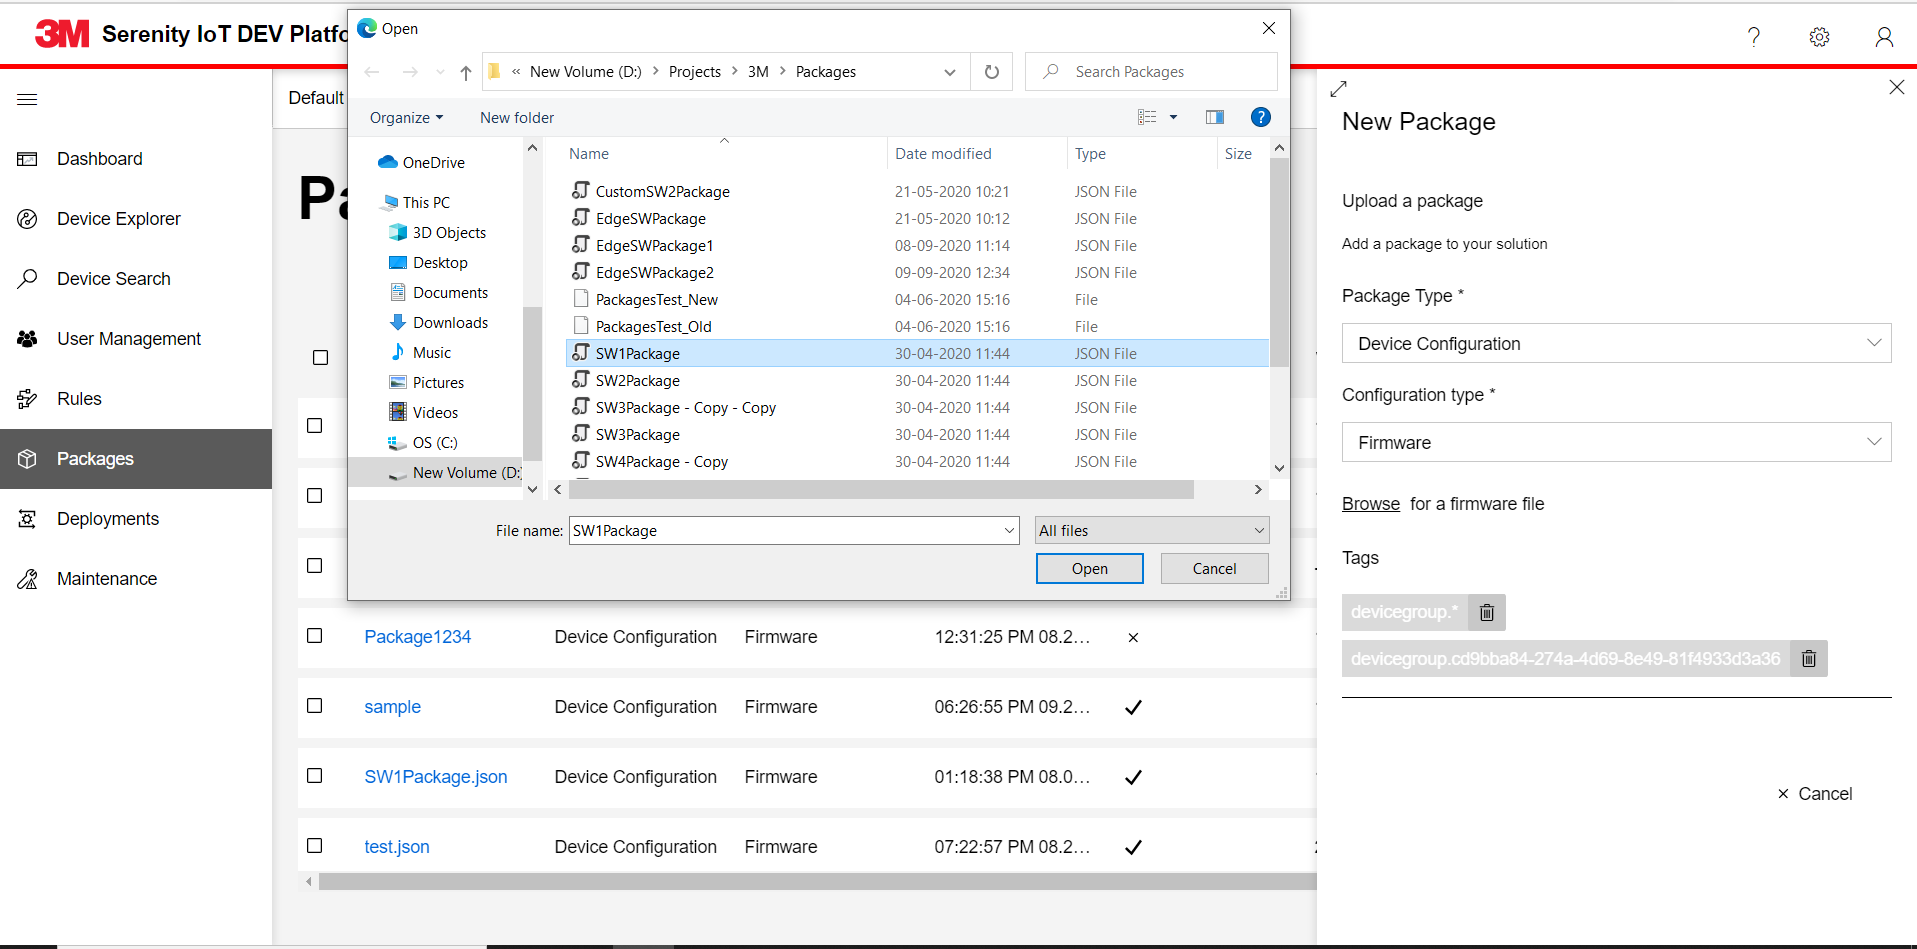 3M Serenity IoT DEV Platfo
Dashboard
Device Explorer
Device Search
User Management
Rules
Packages
Deployments
Maintenance
Default
Pa
Open
« New Volume (D:) > Projects > 3M > Packages
Search Packages
Organize
New folder
OneDrive
This PC
3D Objects
Desktop
Documents
Downloads
Music
Pictures
Videos
OS (C:)
New Volume (D:)
Name Date modified Type Size
CustomSW2Package 21-05-2020 10:21 JSON File
EdgeSWPackage 21-05-2020 10:12 JSON File
EdgeSWPackage1 08-09-2020 11:14 JSON File
EdgeSWPackage2 09-09-2020 12:34 JSON File
PackagesTest_New 04-06-2020 15:16 File
PackagesTest_Old 04-06-2020 15:16 File
SW1Package 30-04-2020 11:44 JSON File
SW2Package 30-04-2020 11:44 JSON File
SW3Package - Copy - Copy 30-04-2020 11:44 JSON File
SW3Package 30-04-2020 11:44 JSON File
SW4Package - Copy 30-04-2020 11:44 JSON File
File name: SW1Package
All files
Open
Cancel
Package1234 Device Configuration Firmware 12:31:25 PM 08.2...
sample Device Configuration Firmware 06:26:55 PM 09.2...
SW1Package.json Device Configuration Firmware 01:18:38 PM 08.0...
test.json Device Configuration Firmware 07:22:57 PM 08.2...
New Package
Upload a package
Add a package to your solution
Package Type *
Device Configuration
Configuration type *
Firmware
Browse for a firmware file
Tags
devicegroup.*
devicegroup.cd9bba84-274a-4d69-8e49-81f4933d3a36
Cancel